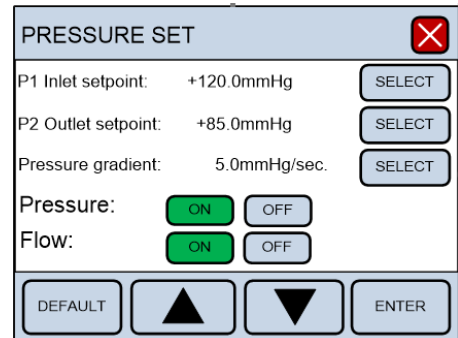 PRESSURE SET
P1 Inlet setpoint: +120.0mmHg SELECT
P2 Outlet setpoint: +85.0mmHg SELECT
Pressure gradient: 5.0mmHg/sec. SELECT
Pressure: ON OFF
Flow: ON OFF
DEFAULT ENTER